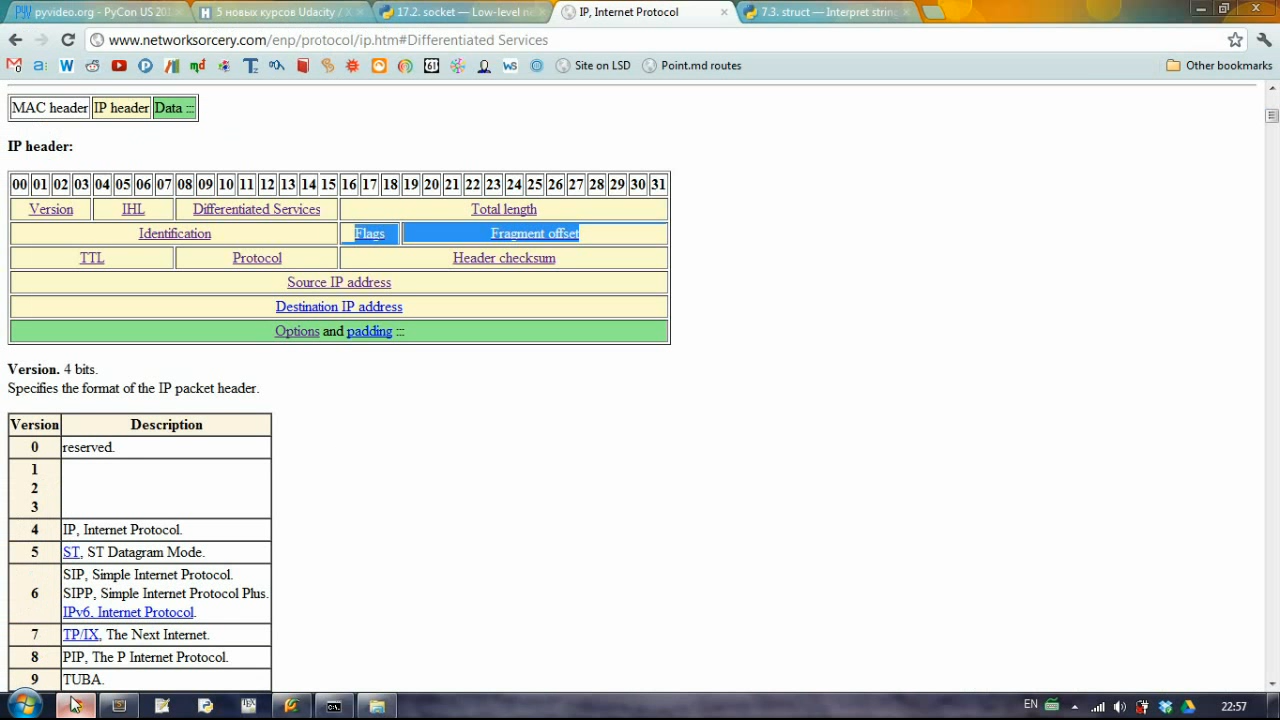 pyvideo.org - PyCon US 201
5 новых курсов Udacity / Х
17.2. socket — Low-level n
IP, Internet Protocol
7.3. struct — Interpret string
www.networksorcery.com/enp/protocol/ip.htm#Differentiated Services
Site on LSD Point.md routes Other bookmarks
MAC header IP header Data :::
IP header:
00 01 02 03 04 05 06 07 08 09 10 11 12 13 14 15 16 17 18 19 20 21 22 23 24 25 26 27 28 29 30 31
Version IHL Differentiated Services Total length
Identification Flags Fragment offset
TTL Protocol Header checksum
Source IP address
Destination IP address
Options and padding :::
Version. 4 bits.
Specifies the format of the IP packet header.
Version Description
0 reserved.
1
2
3
4 IP, Internet Protocol.
5 ST, ST Datagram Mode.
SIP, Simple Internet Protocol.
6 SIPP, Simple Internet Protocol Plus.
IPv6, Internet Protocol.
7 TP/IX, The Next Internet.
8 PIP, The P Internet Protocol.
9 TUBA.
EN 22:57